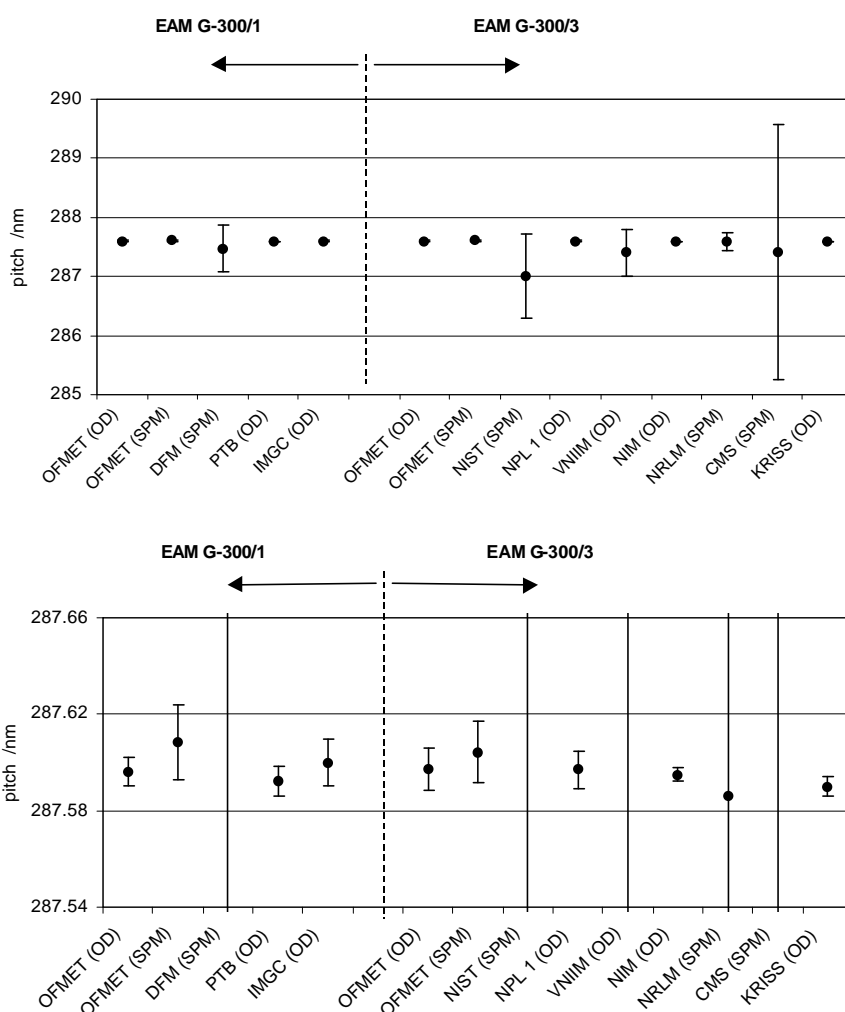 EAM G-300/1 EAM G-300/3
290
289
288
287
286
285
pitch /nm
OFMET (OD)
OFMET (SPM)
DFM (SPM)
PTB (OD)
IMGC (OD)
OFMET (OD)
OFMET (SPM)
NIST (SPM)
NPL 1 (OD)
VNIIM (OD)
NIM (OD)
NRLM (SPM)
CMS (SPM)
KRISS (OD)
EAM G-300/1 EAM G-300/3
287.66
287.62
287.58
287.54
pitch /nm
OFMET (OD)
OFMET (SPM)
DFM (SPM)
PTB (OD)
IMGC (OD)
OFMET (OD)
OFMET (SPM)
NIST (SPM)
NPL 1 (OD)
VNIIM (OD)
NIM (OD)
NRLM (SPM)
CMS (SPM)
KRISS (OD)